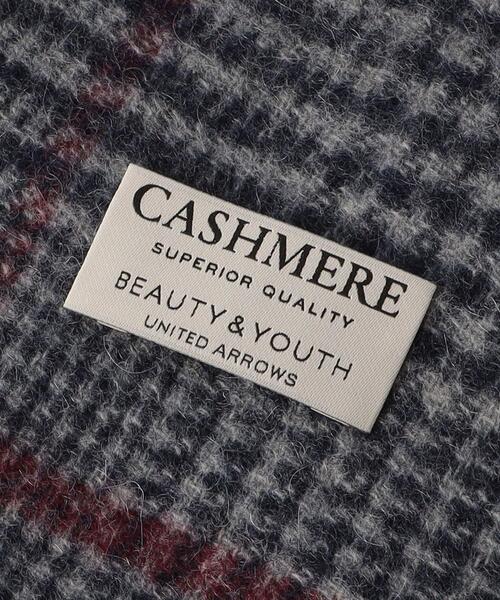 CASHMERE
SUPERIOR QUALITY
BEAUTY & YOUTH
UNITED ARROWS